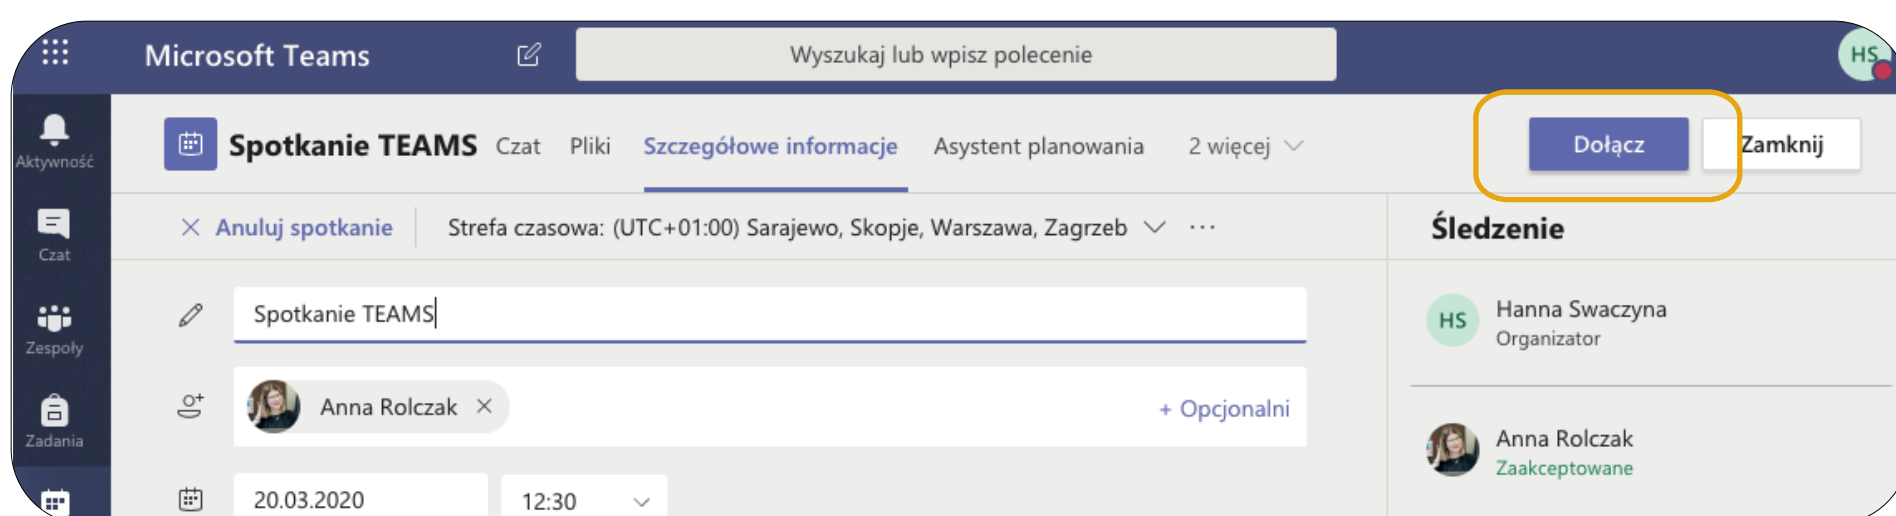 Microsoft Teams
Wyszukaj lub wpisz polecenie
HS
Aktywność
Spotkanie TEAMS Czat Pliki Szczegółowe informacje Asystent planowania 2 więcej
Dołącz
Zamknij
Czat
Anuluj spotkanie
Strefa czasowa: (UTC+01:00) Sarajewo, Skopje, Warszawa, Zagrzeb ...
Śledzenie
Zespoły
Spotkanie TEAMS
HS
Hanna Swaczyna
Organizator
Zadania
Anna Rolczak
+ Opcjonalni
Anna Rolczak
Zaakceptowane
20.03.2020
12:30